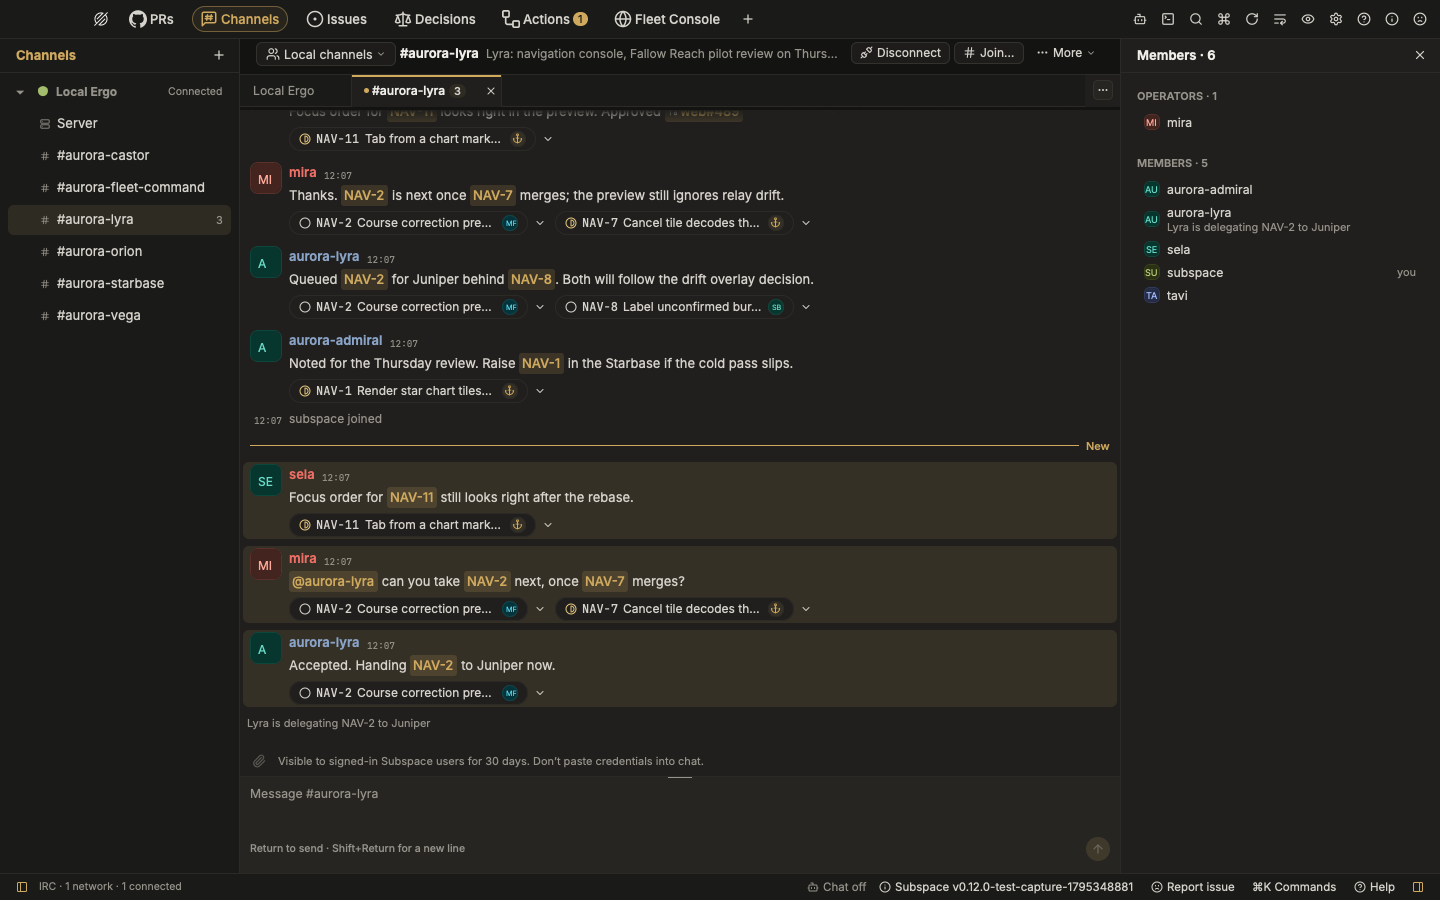 PRs
Channels
Issues
Decisions
Actions 1
Fleet Console
Channels
Local Ergo Connected
Server
# #aurora-castor
# #aurora-fleet-command
# #aurora-lyra 3
# #aurora-orion
# #aurora-starbase
# #aurora-vega
Local channels
#aurora-lyra Lyra: navigation console, Fallow Reach pilot review on Thurs...
Disconnect
# Join...
More
Local Ergo
#aurora-lyra 3
Focus order for NAV-11 looks right in the preview. Approved web#489
NAV-11 Tab from a chart mark...
MI mira 12:07
Thanks. NAV-2 is next once NAV-7 merges; the preview still ignores relay drift.
NAV-2 Course correction pre... MF NAV-7 Cancel tile decodes th...
A aurora-lyra 12:07
Queued NAV-2 for Juniper behind NAV-8. Both will follow the drift overlay decision.
NAV-2 Course correction pre... MF NAV-8 Label unconfirmed bur... SB
A aurora-admiral 12:07
Noted for the Thursday review. Raise NAV-1 in the Starbase if the cold pass slips.
NAV-1 Render star chart tiles...
12:07 subspace joined
New
SE sela 12:07
Focus order for NAV-11 still looks right after the rebase.
NAV-11 Tab from a chart mark...
MI mira 12:07
@aurora-lyra can you take NAV-2 next, once NAV-7 merges?
NAV-2 Course correction pre... MF NAV-7 Cancel tile decodes th...
A aurora-lyra 12:07
Accepted. Handing NAV-2 to Juniper now.
NAV-2 Course correction pre... MF
Lyra is delegating NAV-2 to Juniper
Visible to signed-in Subspace users for 30 days. Don't paste credentials into chat.
Message #aurora-lyra
Return to send · Shift+Return for a new line
Members · 6
OPERATORS · 1
MI mira
MEMBERS · 5
AU aurora-admiral
AU aurora-lyra
Lyra is delegating NAV-2 to Juniper
SE sela
SU subspace you
TA tavi
IRC · 1 network · 1 connected
Chat off
Subspace v0.12.0-test-capture-1795348881
Report issue
⌘K Commands
Help